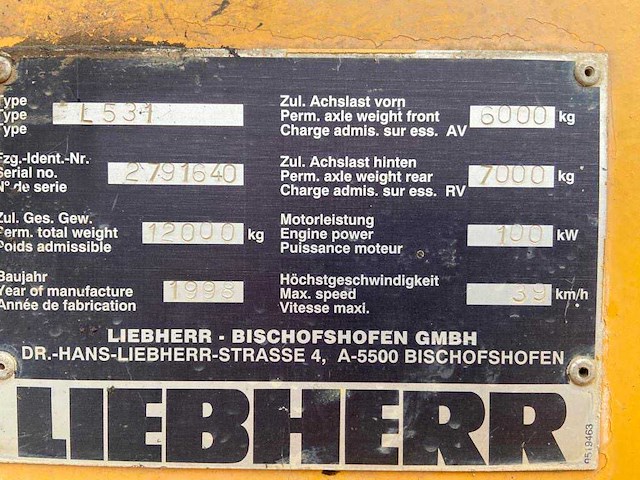 Type
Type L531
Type
Fzg.-Ident.-Nr.
Serial no. 2791640
N° de serie
Zul. Ges. Gew.
Perm. total weight 12000 kg
Poids admissible
Baujahr
Year of manufacture 1998
Année de fabrication
Zul. Achslast vorn
Perm. axle weight front 6000 kg
Charge admis. sur ess. AV
Zul. Achslast hinten
Perm. axle weight rear 7000 kg
Charge admis. sur ess. RV
Motorleistung
Engine power 100 kW
Puissance moteur
Höchstgeschwindigkeit
Max. speed 39 km/h
Vitesse maxi.
LIEBHERR - BISCHOFSHOFEN GMBH
DR.-HANS-LIEBHERR-STRASSE 4, A-5500 BISCHOFSHOFEN
LIEBHERR
9519463